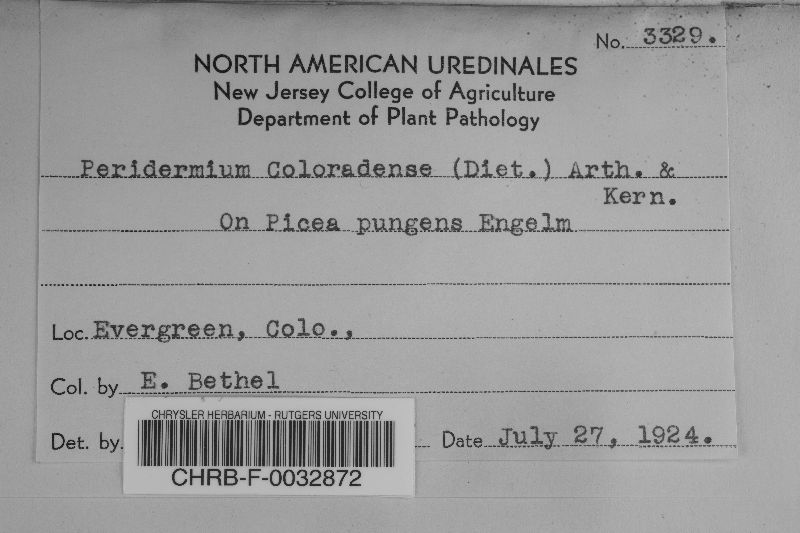 No. 3329.
NORTH AMERICAN UREDINALES
New Jersey College of Agriculture
Department of Plant Pathology
Peridermium Coloradense (Diet.) Arth. &
Kern.
On Picea pungens Engelm
Loc. Evergreen, Colo.,
Col. by E. Bethel
Det. by. Date July 27, 1924.
CHRYSLER HERBARIUM - RUTGERS UNIVERSITY
CHRB-F-0032872